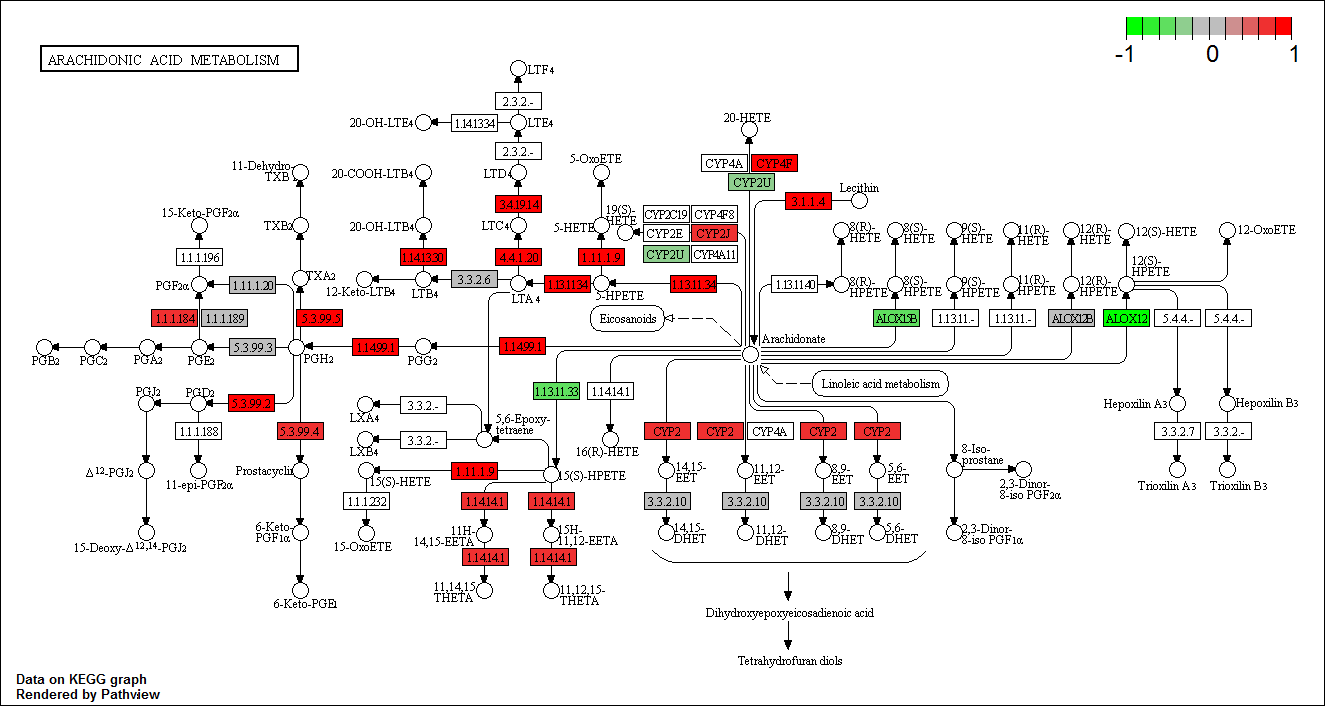 -1 0 1
ARACHIDONIC ACID METABOLISM
LTF4
2.3.2.-
20-OH-LTE4
1.14.13.34
LTE4
2.3.2.-
20-HETE
CYP4A
CYP4F
CYP2U
11-Dehydro-
TXB
20-COOH-LTB4
LTD4
5-OxoETE
Lecithin
3.1.1.4
3.4.19.14
15-Keto-PGF2α
TXB2
20-OH-LTB4
LTC4
5-HETE
19(S)-
HETE
CYP2C19
CYP4F8
CYP2E
CYP2J
CYP2U
CYP4A11
8(R)-
HETE
8(S)-
HETE
9(S)-
HETE
11(R)-
HETE
12(R)-
HETE
12(S)-HETE
12-OxoETE
1.1.1.196
1.14.13.30
4.4.1.20
1.11.1.9
PGF2α
1.11.1.20
TXA2
12-Keto-LTB4
LTB4
3.3.2.6
LTA4
1.13.11.34
5-HPETE
1.13.11.34
1.13.11.40
8(R)-
HPETE
8(S)-
HPETE
9(S)-
HPETE
11(R)-
HPETE
12(R)-
HPETE
12(S)-
HPETE
1.1.1.184
1.1.1.189
5.3.99.5
Eicosanoids
ALOX15B
1.13.11.-
1.13.11.-
ALOX12B
ALOX12
5.4.4.-
5.4.4.-
PGB2
PGC2
PGA2
PGE2
5.3.99.3
PGH2
1.14.99.1
PGG2
1.14.99.1
Arachidonate
Linoleic acid metabolism
PGJ2
PGD2
5.3.99.2
1.13.11.33
1.14.14.1
LXA4
3.3.2.-
5,6-Epoxy-
tetraene
Hepoxilin A3
Hepoxilin B3
1.1.1.188
5.3.99.4
LXB4
3.3.2.-
16(R)-HETE
CYP2
CYP2
CYP4A
CYP2
CYP2
3.3.2.7
3.3.2.-
8-Iso-
prostane
Δ12-PGJ2
11-epi-PGF2α
Prostacyclin
15(S)-HETE
1.11.1.9
15(S)-HPETE
14,15-
EET
11,12-
EET
8,9-
EET
5,6-
EET
2,3-Dinor-
8-iso PGF2α
Trioxilin A3
Trioxilin B3
1.1.1.232
1.14.14.1
1.14.14.1
3.3.2.10
3.3.2.10
3.3.2.10
3.3.2.10
15-Deoxy-Δ12,14-PGJ2
6-Keto-
PGF1α
15-OxoETE
11H-
14,15-EETA
15H-
11,12-EETA
14,15-
DHET
11,12-
DHET
8,9-
DHET
5,6-
DHET
2,3-Dinor-
8-iso PGF1α
1.14.14.1
1.14.14.1
6-Keto-PGE1
11,14,15-
THETA
11,12,15-
THETA
Dihydroxyepoxyeicosadienoic acid
Tetrahydrofuran diols
Data on KEGG graph
Rendered by Pathview